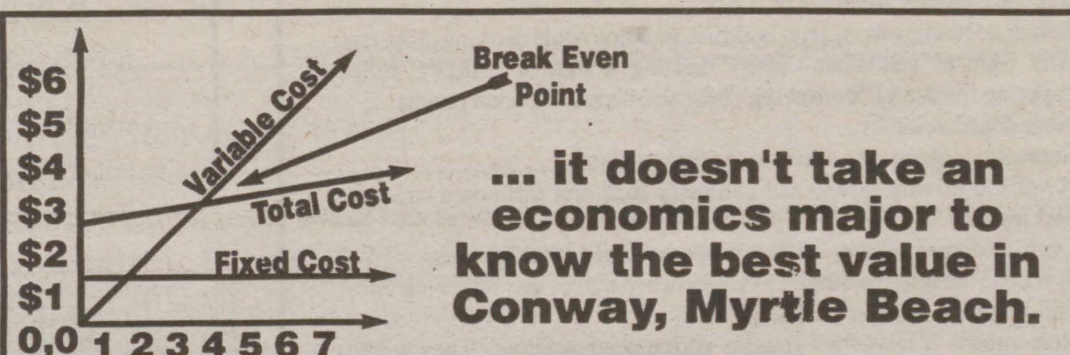 $6
$5
$4
$3
$2
$1
0,0 1 2 3 4 5 6 7
Variable Cost
Break Even
Point
Total Cost
Fixed Cost
... it doesn't take an
economics major to
know the best value in
Conway, Myrtle Beach.